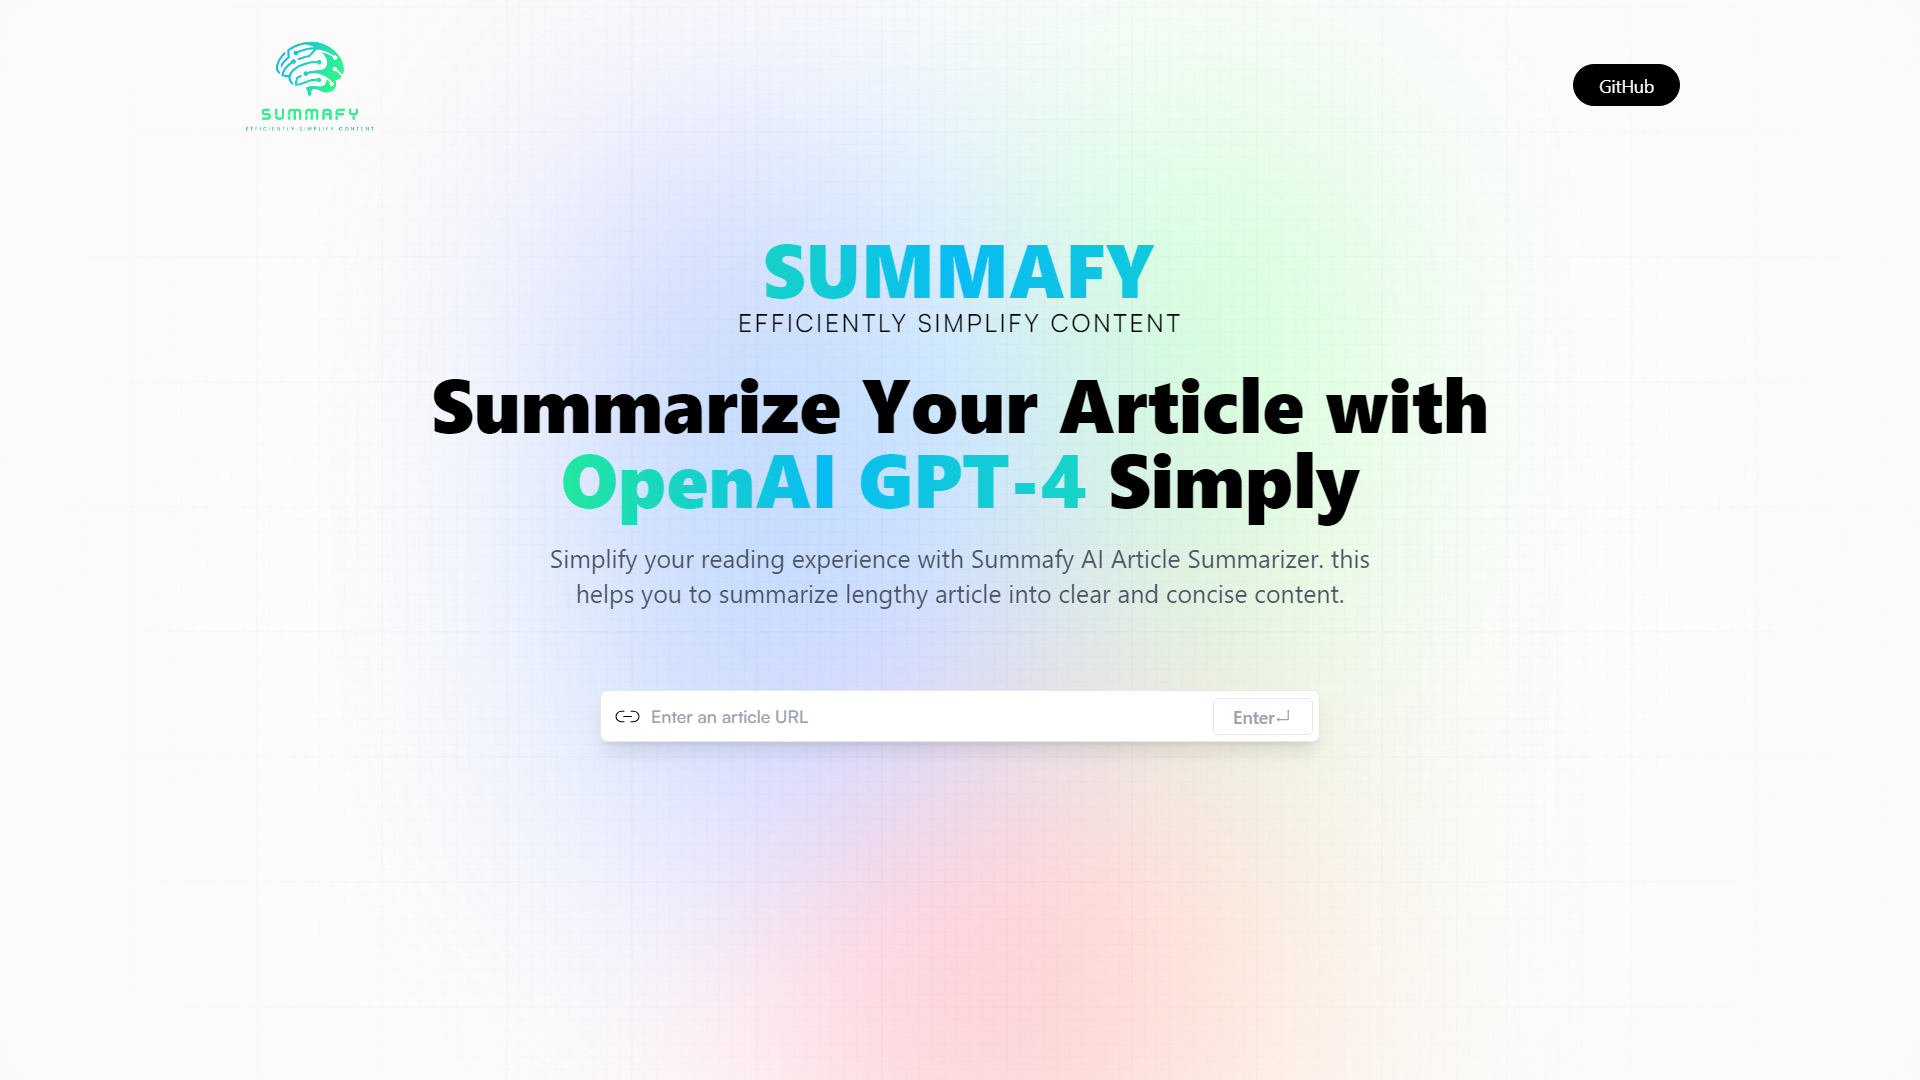 SUMMAFY
EFFICIENTLY SIMPLIFY CONTENT
GitHub
SUMMAFY
EFFICIENTLY SIMPLIFY CONTENT
Summarize Your Article with
OpenAI GPT-4 Simply
Simplify your reading experience with Summafy AI Article Summarizer. this
helps you to summarize lengthy article into clear and concise content.
Enter an article URL
Enter↵